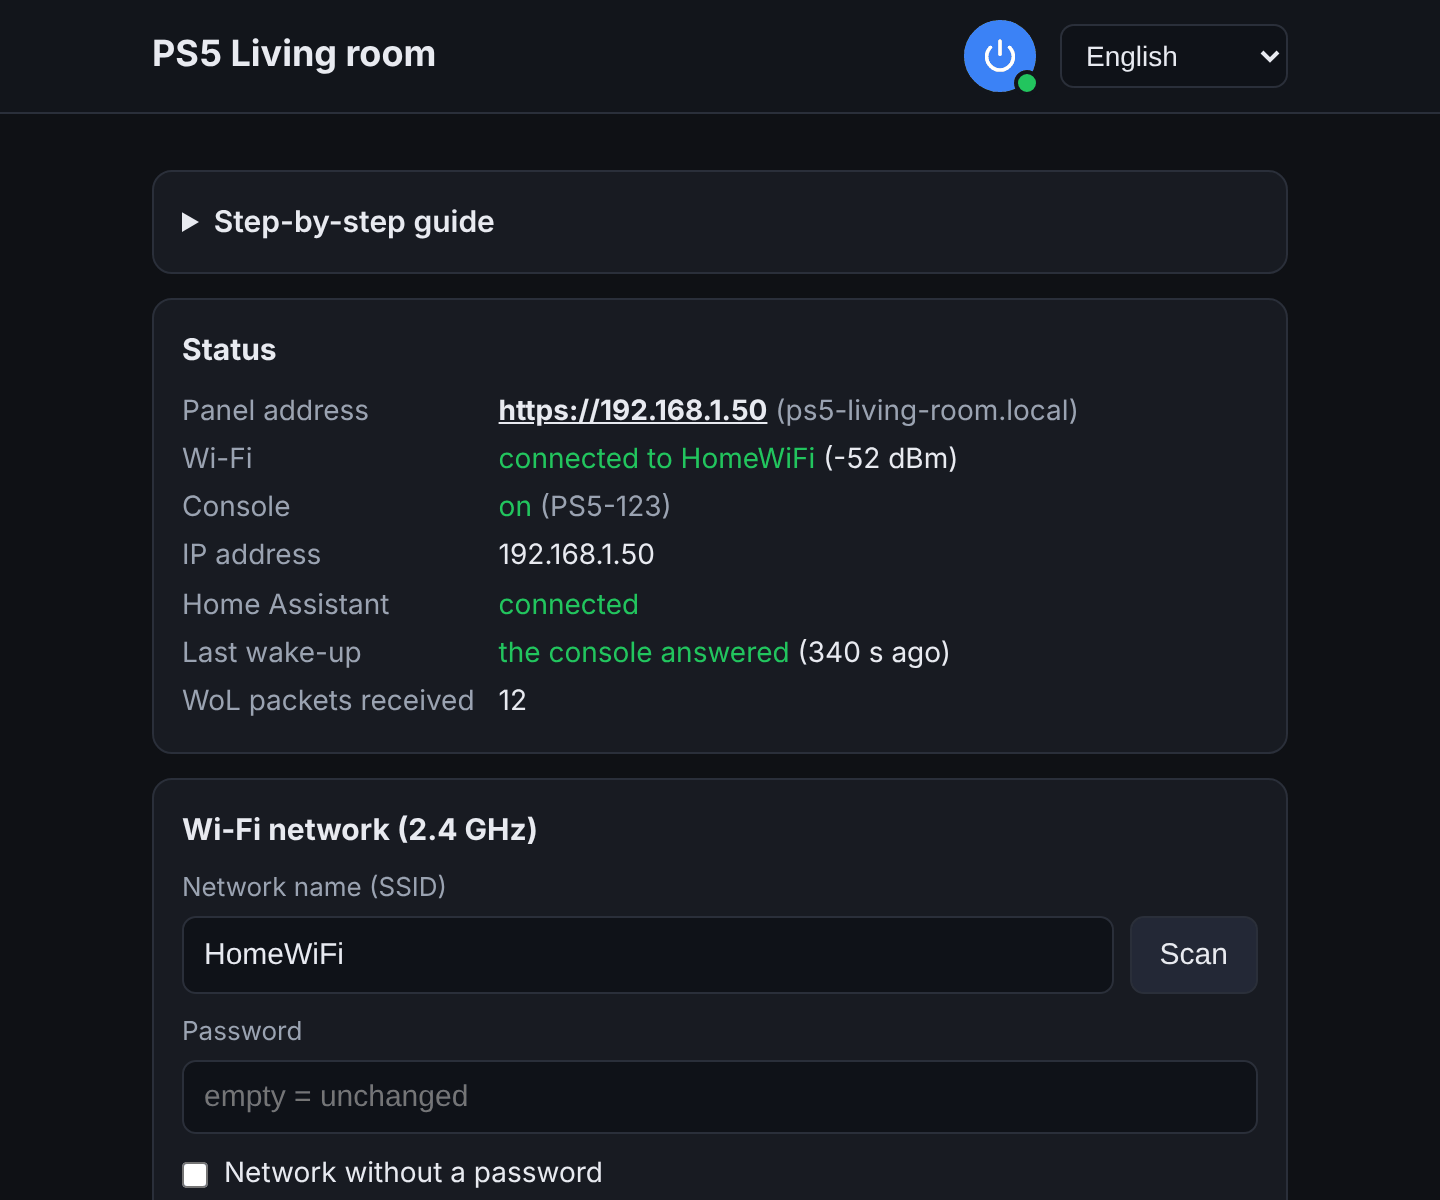 PS5 Living room
English
Step-by-step guide
Status
Panel address https://192.168.1.50 (ps5-living-room.local)
Wi-Fi connected to HomeWiFi (-52 dBm)
Console on (PS5-123)
IP address 192.168.1.50
Home Assistant connected
Last wake-up the console answered (340 s ago)
WoL packets received 12
Wi-Fi network (2.4 GHz)
Network name (SSID)
HomeWiFi Scan
Password
empty = unchanged
Network without a password